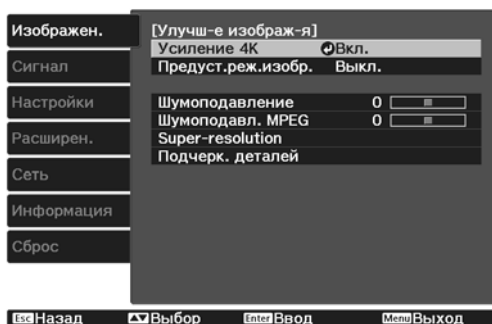 Изображен.
Сигнал
Настройки
Расширен.
Сеть
Информация
Сброс
[Улучш-е изображ-я]
Усиление 4K Вкл.
Предуст.реж.изобр. Выкл.
Шумоподавление 0
Шумоподавл. MPEG 0
Super-resolution
Подчерк. деталей
Esc Назад Выбор Enter Ввод Menu Выход